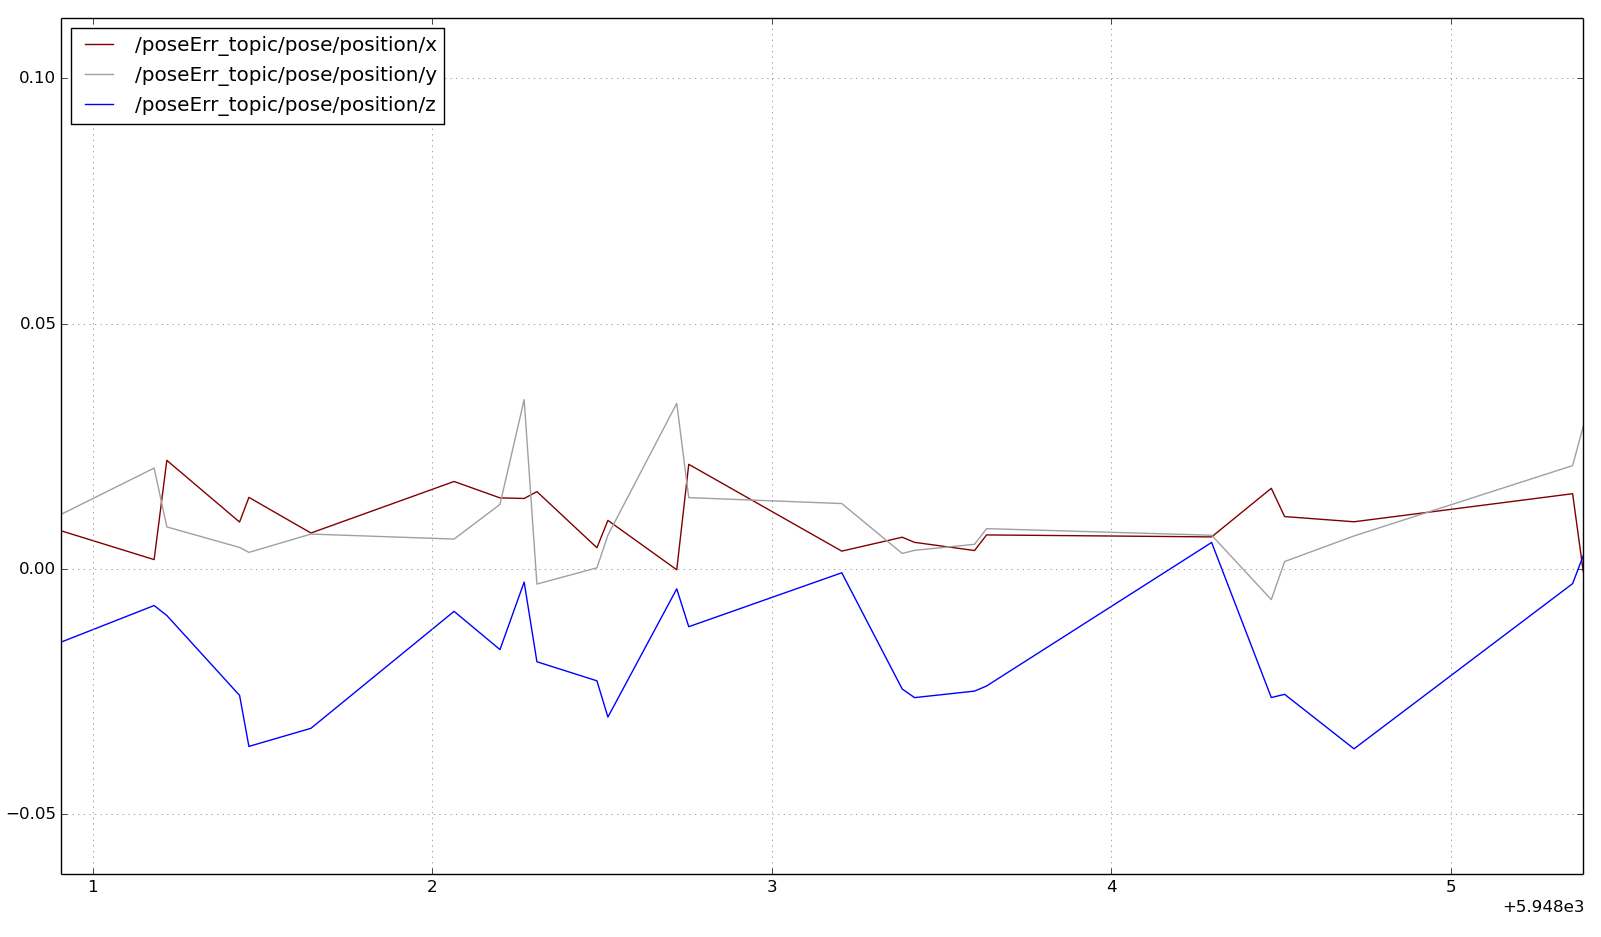 /poseErr_topic/pose/position/x
/poseErr_topic/pose/position/y
/poseErr_topic/pose/position/z
0.10
0.05
0.00
−0.05
1 2 3 4 5
+5.948e3